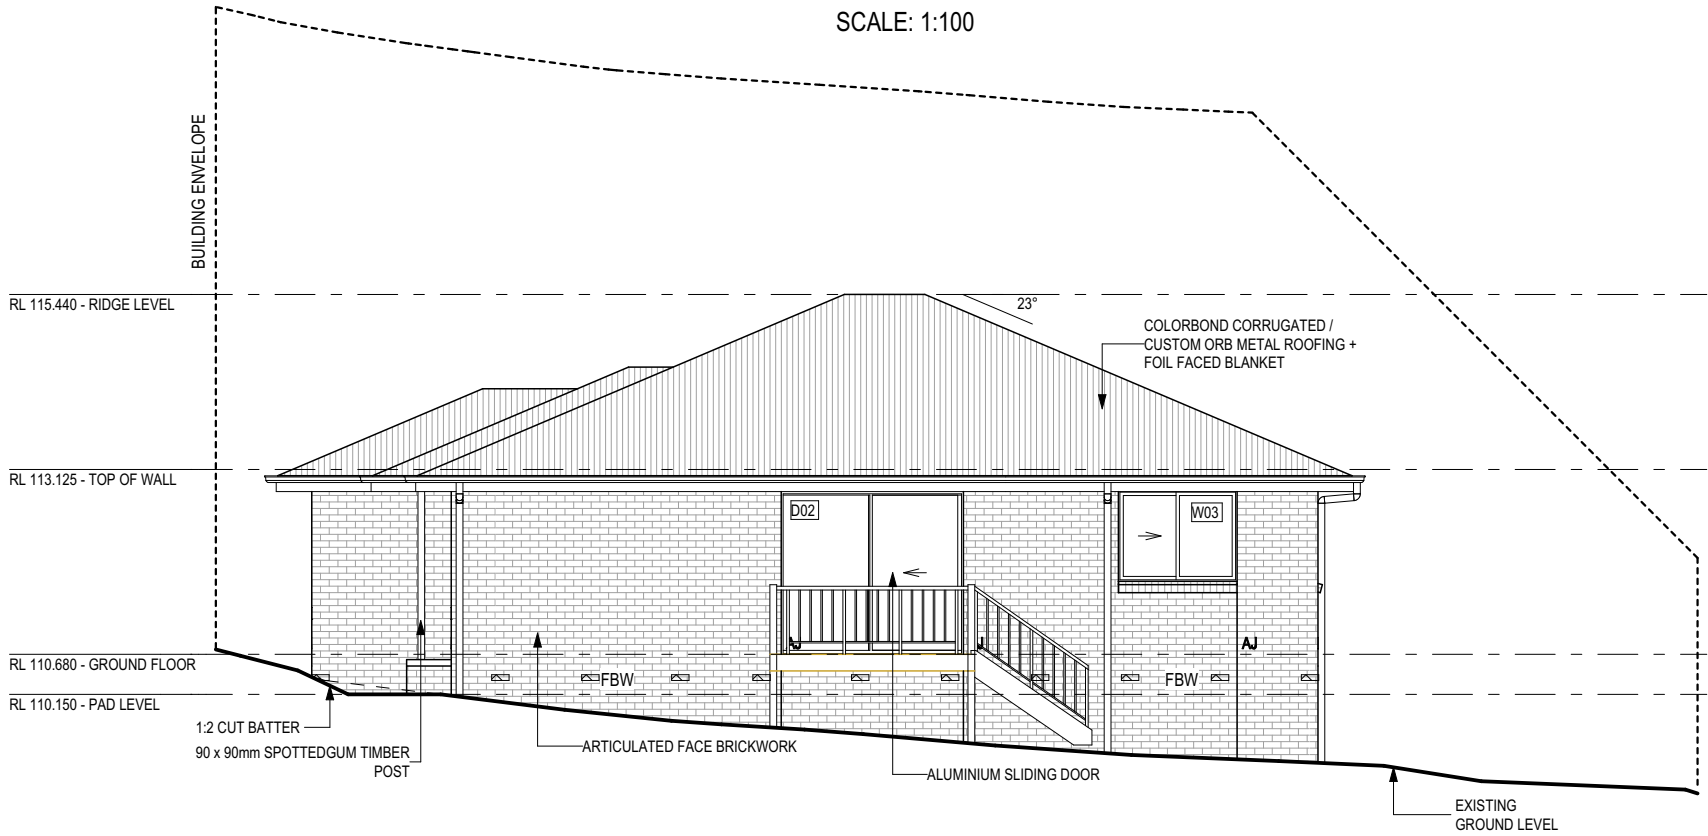 SCALE: 1:100
BUILDING ENVELOPE
RL 115.440 - RIDGE LEVEL
23°
COLORBOND CORRUGATED /
CUSTOM ORB METAL ROOFING +
FOIL FACED BLANKET
RL 113.125 - TOP OF WALL
D02
W03
AJ
J
AJ
RL 110.680 - GROUND FLOOR
FBW
FBW
RL 110.150 - PAD LEVEL
1:2 CUT BATTER
90 x 90mm SPOTTEDGUM TIMBER
POST
ARTICULATED FACE BRICKWORK
ALUMINIUM SLIDING DOOR
EXISTING
GROUND LEVEL